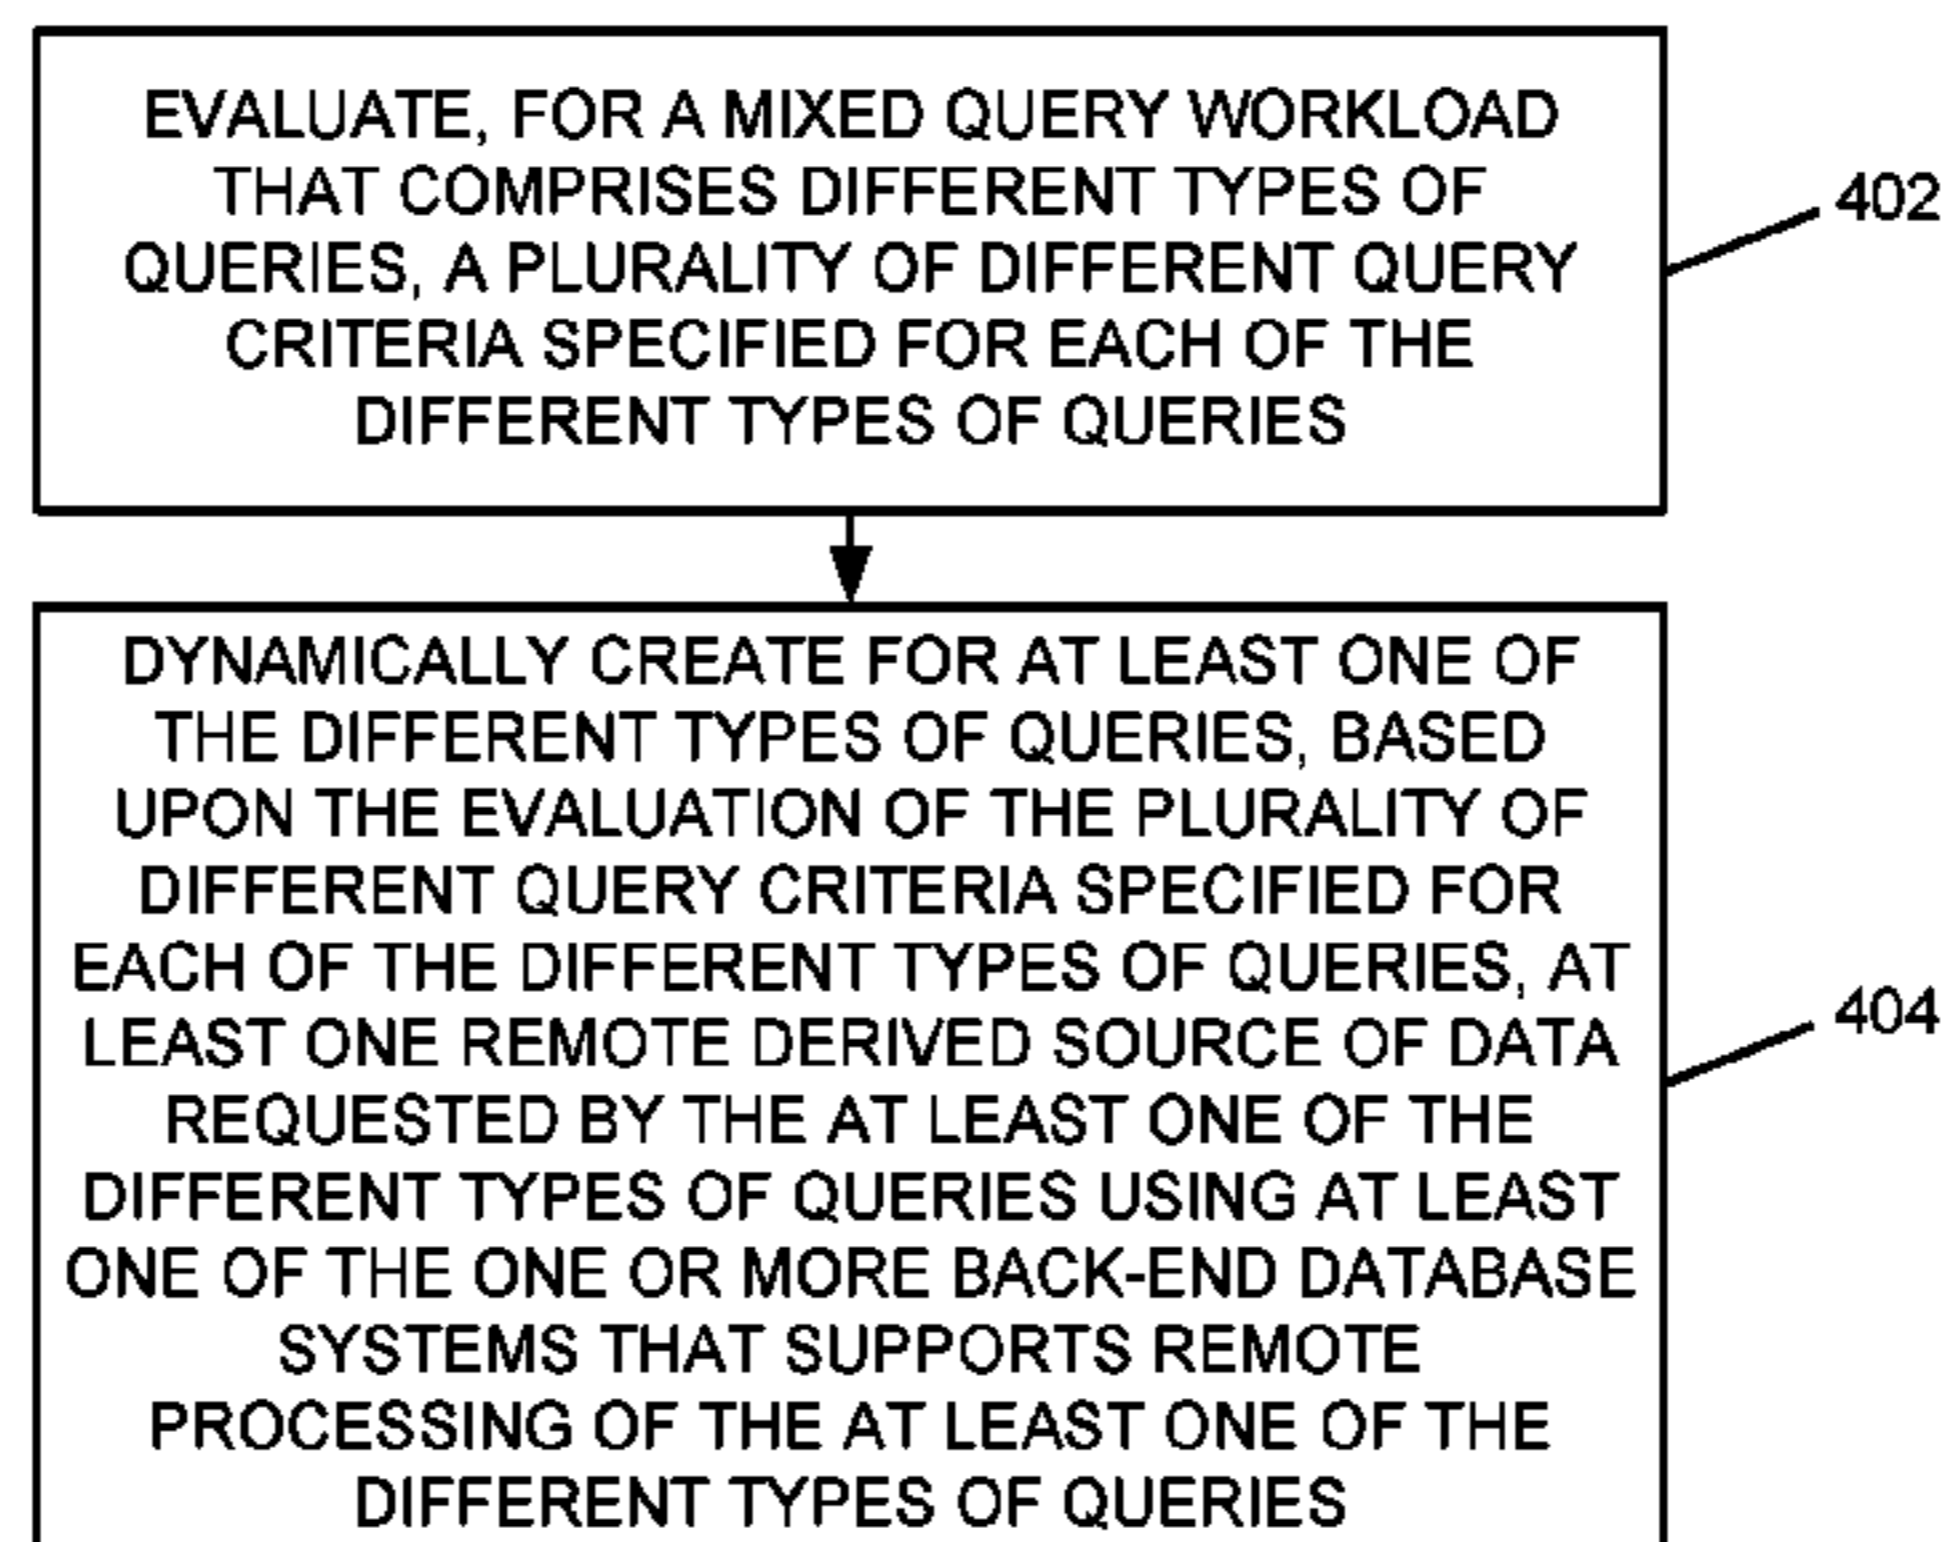 EVALUATE, FOR A MIXED QUERY WORKLOAD
THAT COMPRISES DIFFERENT TYPES OF
QUERIES, A PLURALITY OF DIFFERENT QUERY
CRITERIA SPECIFIED FOR EACH OF THE
DIFFERENT TYPES OF QUERIES
402
DYNAMICALLY CREATE FOR AT LEAST ONE OF
THE DIFFERENT TYPES OF QUERIES, BASED
UPON THE EVALUATION OF THE PLURALITY OF
DIFFERENT QUERY CRITERIA SPECIFIED FOR
EACH OF THE DIFFERENT TYPES OF QUERIES, AT
LEAST ONE REMOTE DERIVED SOURCE OF DATA
REQUESTED BY THE AT LEAST ONE OF THE
DIFFERENT TYPES OF QUERIES USING AT LEAST
ONE OF THE ONE OR MORE BACK-END DATABASE
SYSTEMS THAT SUPPORTS REMOTE
PROCESSING OF THE AT LEAST ONE OF THE
DIFFERENT TYPES OF QUERIES
404